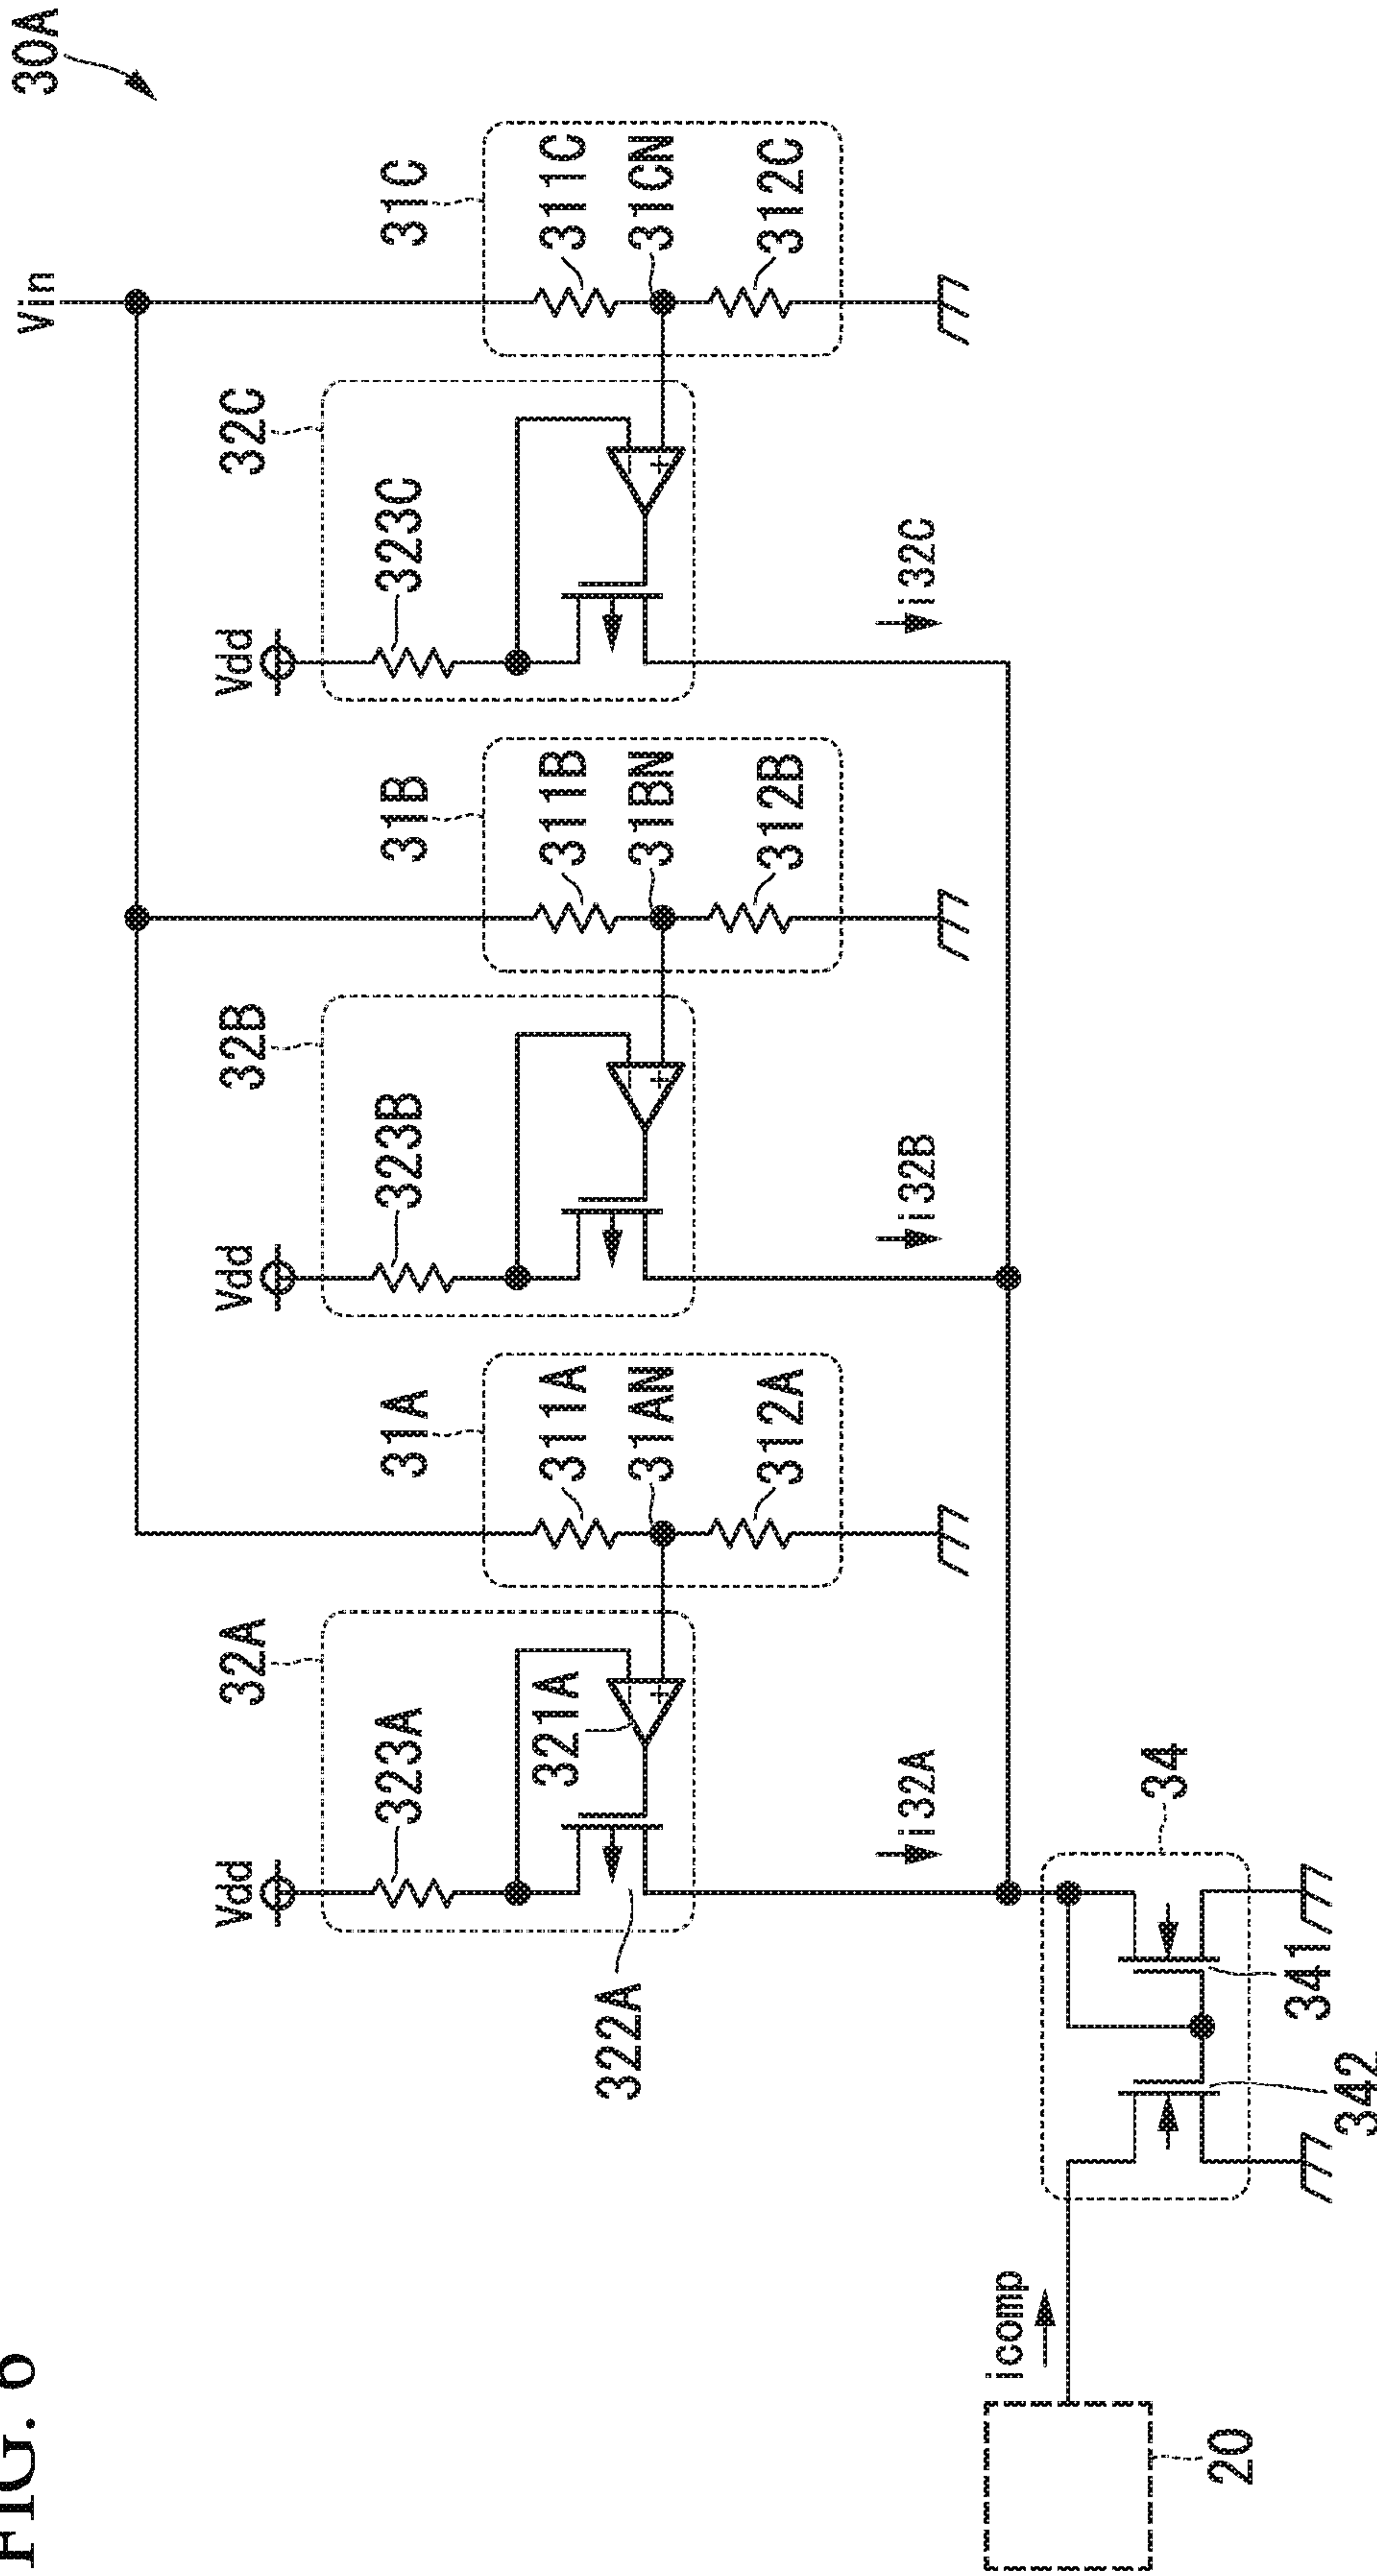 FIG. 6
30A
Vin
32A
31A
32B
31B
32C
31C
Vdd
323A
311A
Vdd
323B
311B
Vdd
323C
311C
321A
31AN
31BN
31CN
322A
312A
312B
312C
i32A
i32B
i32C
icomp
34
20
342
341
+
−
+
−
+
−